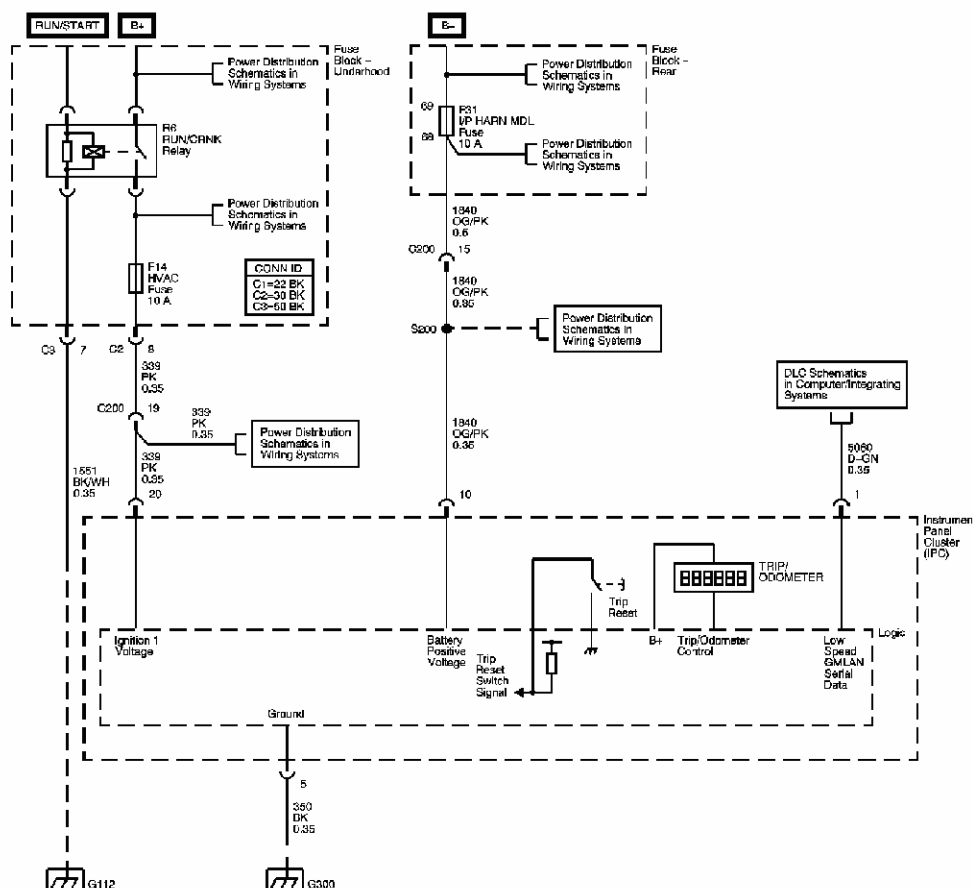 RUN/START
B+
B-
Fuse
Block –
Underhood
Power Distribution
Schematics in
Wiring Systems
R6
RUN/CRNK
Relay
Power Distribution
Schematics in
Wiring Systems
F14
HVAC
Fuse
10 A
CONN ID
C1=22 BK
C2=30 BK
C3=60 BK
C3
7
C2
8
339
PK
0.35
C200
19
339
PK
0.35
Power Distribution
Schematics in
Wiring Systems
339
PK
0.35
20
1551
BK/WH
0.35
Fuse
Block –
Rear
Power Distribution
Schematics in
Wiring Systems
69
F31
I/P HARN MDL
Fuse
10 A
68
Power Distribution
Schematics in
Wiring Systems
1840
OG/PK
0.5
C200
15
1840
OG/PK
0.35
S200
Power Distribution
Schematics in
Wiring Systems
1840
OG/PK
0.35
10
DLC Schematics
in Computer/Integrating
Systems
5060
D-GN
0.35
1
Instrumen
Panel
Cluster
(IPC)
TRIP/
ODOMETER
Trip
Reset
Logic
Ignition 1
Voltage
Battery
Positive
Voltage
Trip
Reset
Switch
Signal
B+
Trip/Odometer
Control
Low
Speed
GMLAN
Serial
Data
Ground
5
350
BK
0.35
G112
G300